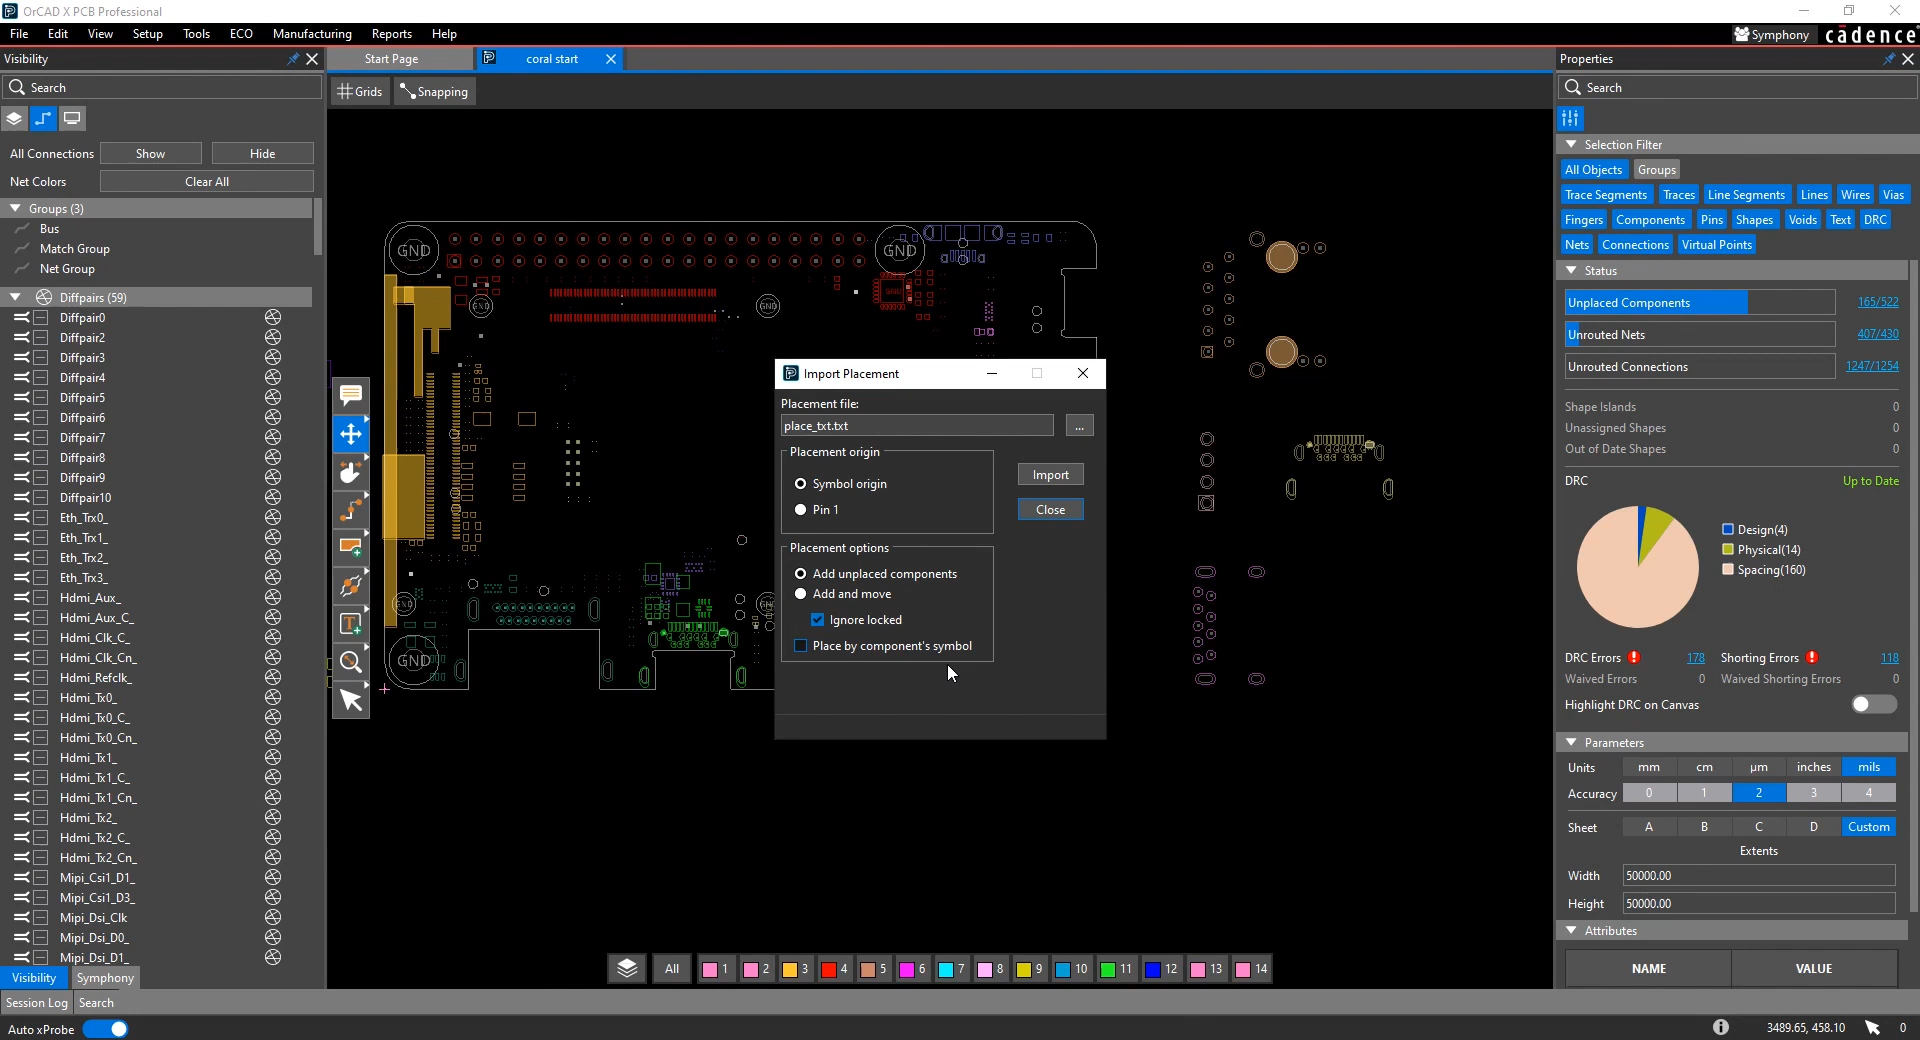 OrCAD X PCB Professional
File Edit View Setup Tools ECO Manufacturing Reports Help
Symphony cādence
Visibility
Search
All Connections Show Hide
Net Colors Clear All
Groups (3)
Bus
Match Group
Net Group
Diffpairs (59)
Diffpair0
Diffpair2
Diffpair3
Diffpair4
Diffpair5
Diffpair6
Diffpair7
Diffpair8
Diffpair9
Diffpair10
Eth_Trx0_
Eth_Trx1_
Eth_Trx2_
Eth_Trx3_
Hdmi_Aux_
Hdmi_Aux_C_
Hdmi_Clk_C_
Hdmi_Clk_Cn_
Hdmi_Refclk_
Hdmi_Tx0_
Hdmi_Tx0_C_
Hdmi_Tx0_Cn_
Hdmi_Tx1_
Hdmi_Tx1_C_
Hdmi_Tx1_Cn_
Hdmi_Tx2_
Hdmi_Tx2_C_
Hdmi_Tx2_Cn_
Mipi_Csi1_D1_
Mipi_Csi1_D3_
Mipi_Dsi_Clk
Mipi_Dsi_D0_
Mipi_Dsi_D1_
Visibility Symphony
Session Log Search
Auto xProbe
Start Page coral start
Grids Snapping
GND GND
GND GND
GND GND
GND
Import Placement
Placement file:
place_txt.txt ...
Placement origin
Symbol origin
Pin 1
Import
Close
Placement options
Add unplaced components
Add and move
Ignore locked
Place by component's symbol
All 1 2 3 4 5 6 7 8 9 10 11 12 13 14
Properties
Search
Selection Filter
All Objects Groups
Trace Segments Traces Line Segments Lines Wires Vias
Fingers Components Pins Shapes Voids Text DRC
Nets Connections Virtual Points
Status
Unplaced Components 165/522
Unrouted Nets 407/430
Unrouted Connections 1247/1254
Shape Islands 0
Unassigned Shapes 0
Out of Date Shapes 0
DRC Up to Date
Design(4)
Physical(14)
Spacing(160)
DRC Errors 178 Shorting Errors 118
Waived Errors 0 Waived Shorting Errors 0
Highlight DRC on Canvas
Parameters
Units mm cm µm inches mils
Accuracy 0 1 2 3 4
Sheet A B C D Custom
Extents
Width 50000.00
Height 50000.00
Attributes
NAME VALUE
3489.65, 458.10 0